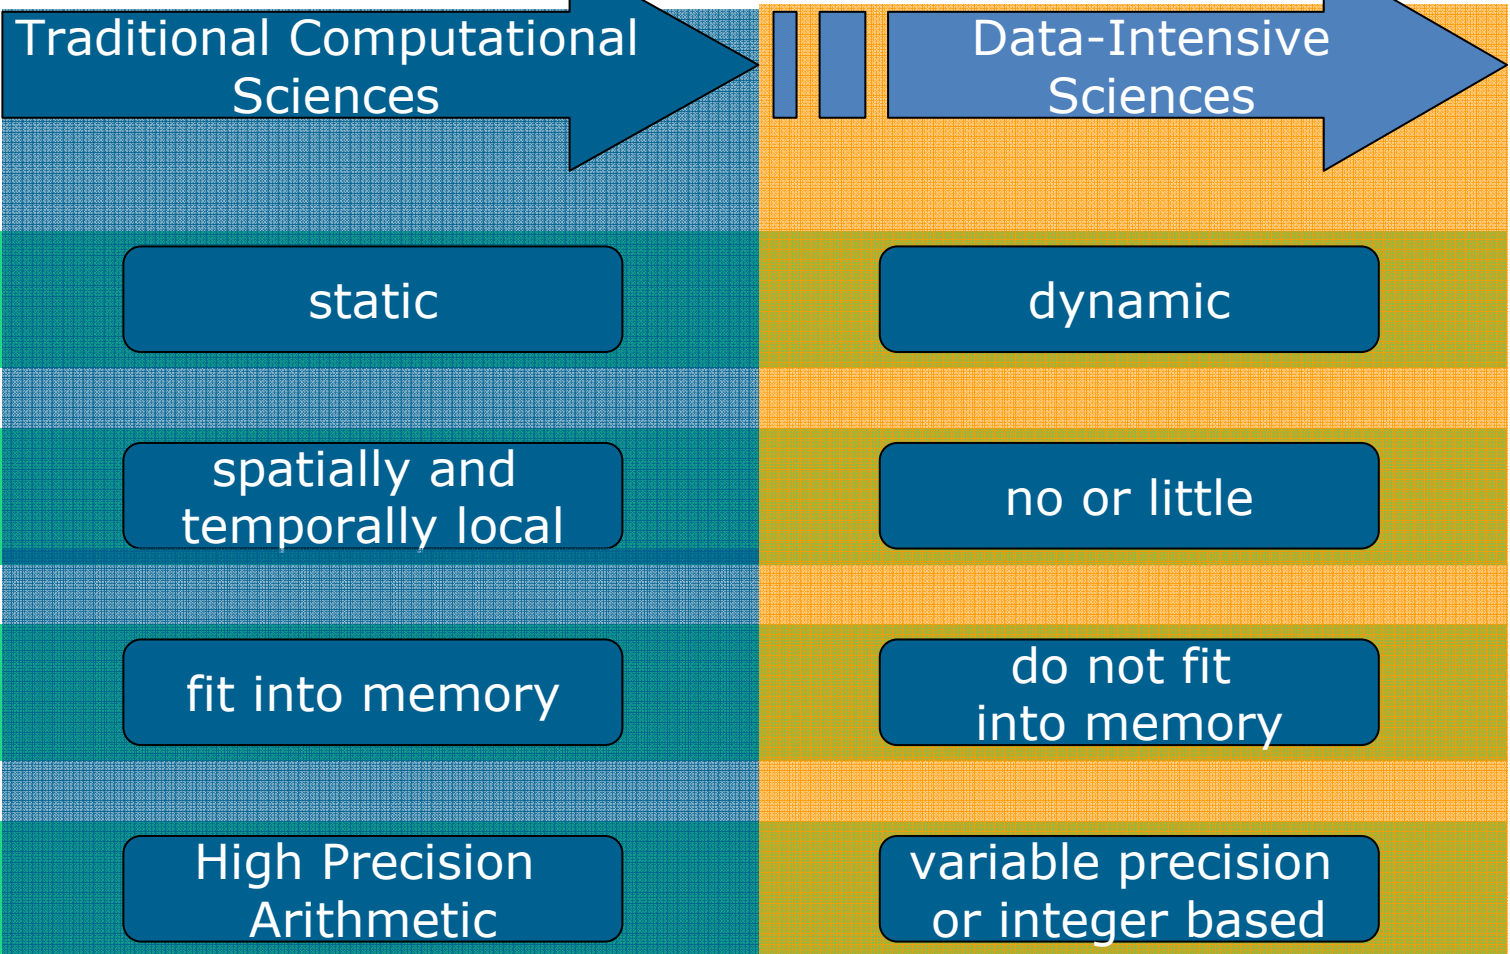 Traditional Computational
Sciences
Data-Intensive
Sciences
static
dynamic
spatially and
temporally local
no or little
fit into memory
do not fit
into memory
High Precision
Arithmetic
variable precision
or integer based